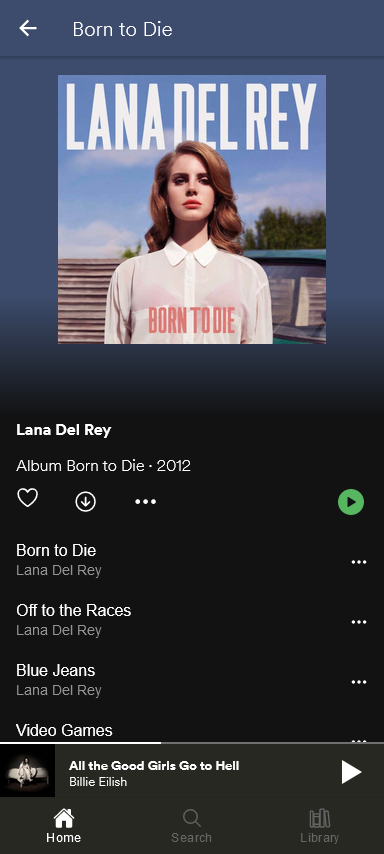 Born to Die
LANA DEL REY
BORN TO DIE
Lana Del Rey
Album Born to Die · 2012
Born to Die
Lana Del Rey
Off to the Races
Lana Del Rey
Blue Jeans
Lana Del Rey
Video Games
All the Good Girls Go to Hell
Billie Eilish
Home
Search
Library